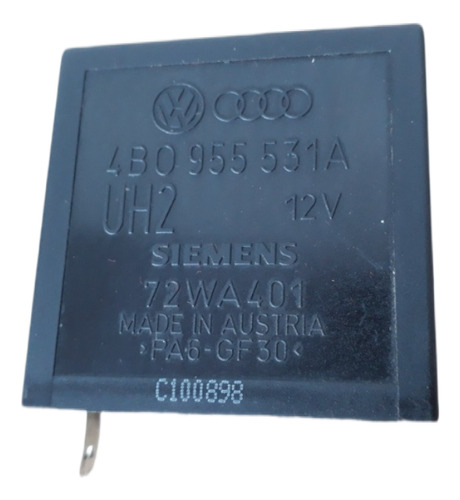 4B0 955 531A
UH2 12V
SIEMENS
72WA401
MADE IN AUSTRIA
>PA6-GF30<
C100898